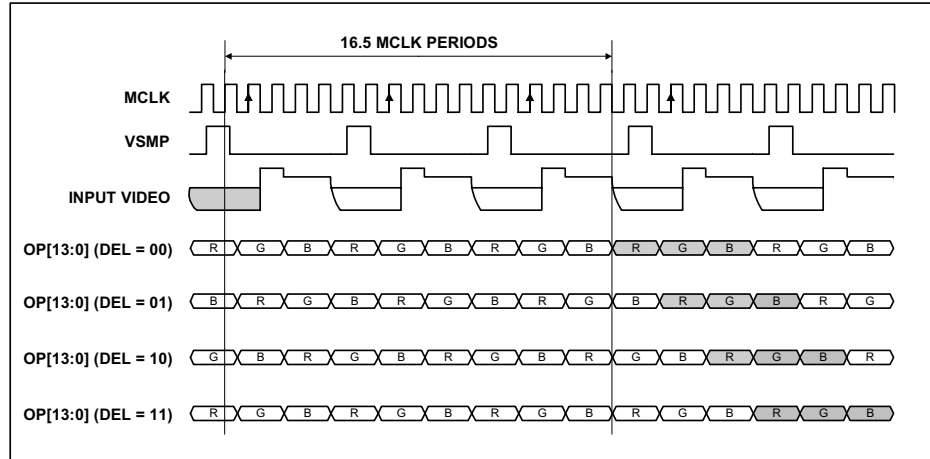 16.5 MCLK PERIODS
MCLK
VSMP
INPUT VIDEO
OP[13:0] (DEL = 00) R G B R G B R G B R G B R G B
OP[13:0] (DEL = 01) B R G B R G B R G B R G B R G
OP[13:0] (DEL = 10) G B R G B R G B R G B R G B R
OP[13:0] (DEL = 11) R G B R G B R G B R G B R G B